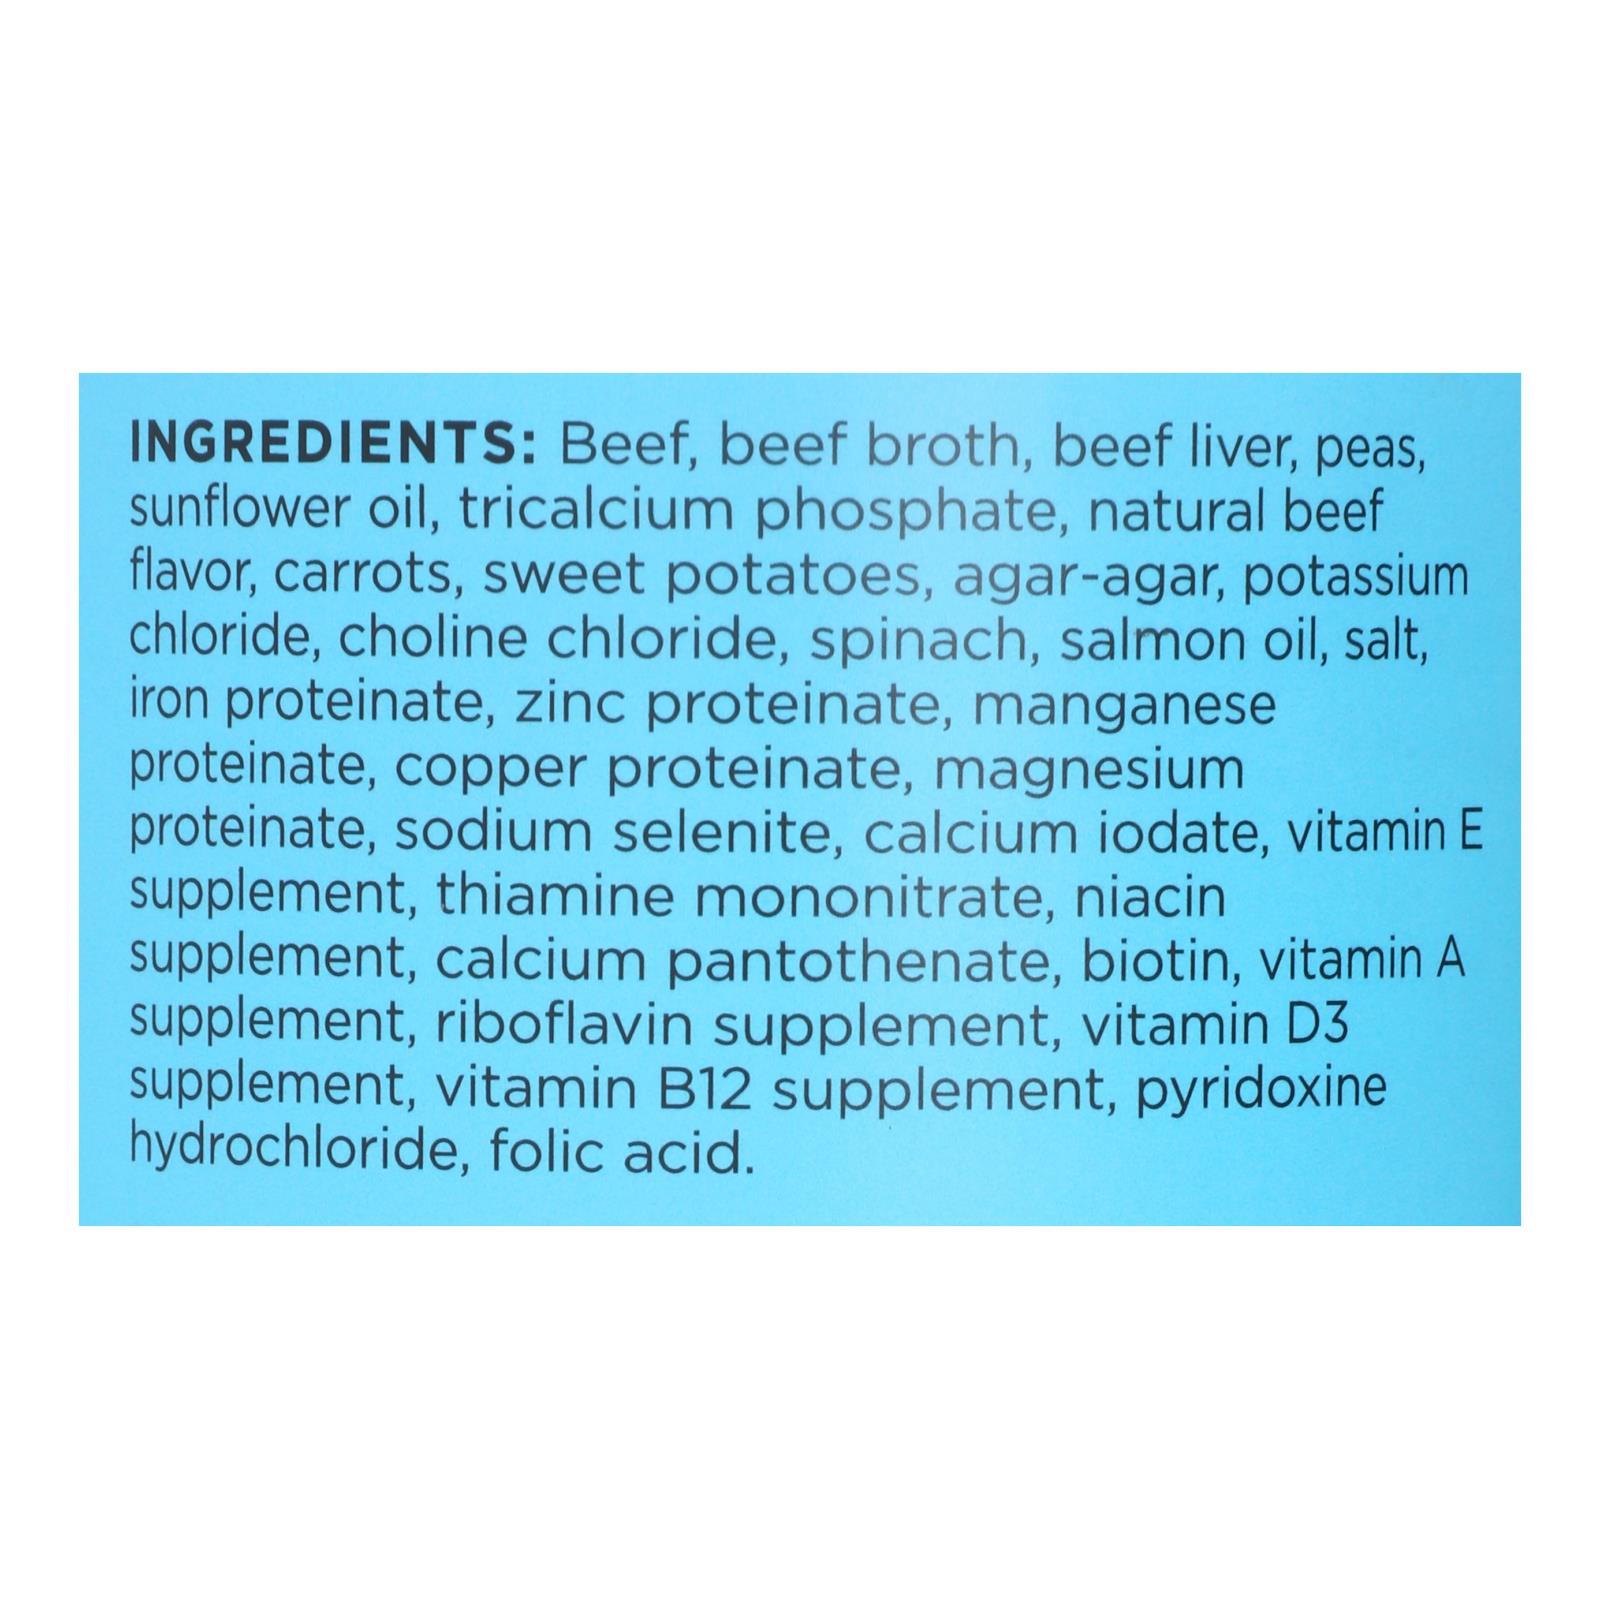 INGREDIENTS: Beef, beef broth, beef liver, peas,
sunflower oil, tricalcium phosphate, natural beef
flavor, carrots, sweet potatoes, agar-agar, potassium
chloride, choline chloride, spinach, salmon oil, salt,
iron proteinate, zinc proteinate, manganese
proteinate, copper proteinate, magnesium
proteinate, sodium selenite, calcium iodate, vitamin E
supplement, thiamine mononitrate, niacin
supplement, calcium pantothenate, biotin, vitamin A
supplement, riboflavin supplement, vitamin D3
supplement, vitamin B12 supplement, pyridoxine
hydrochloride, folic acid.